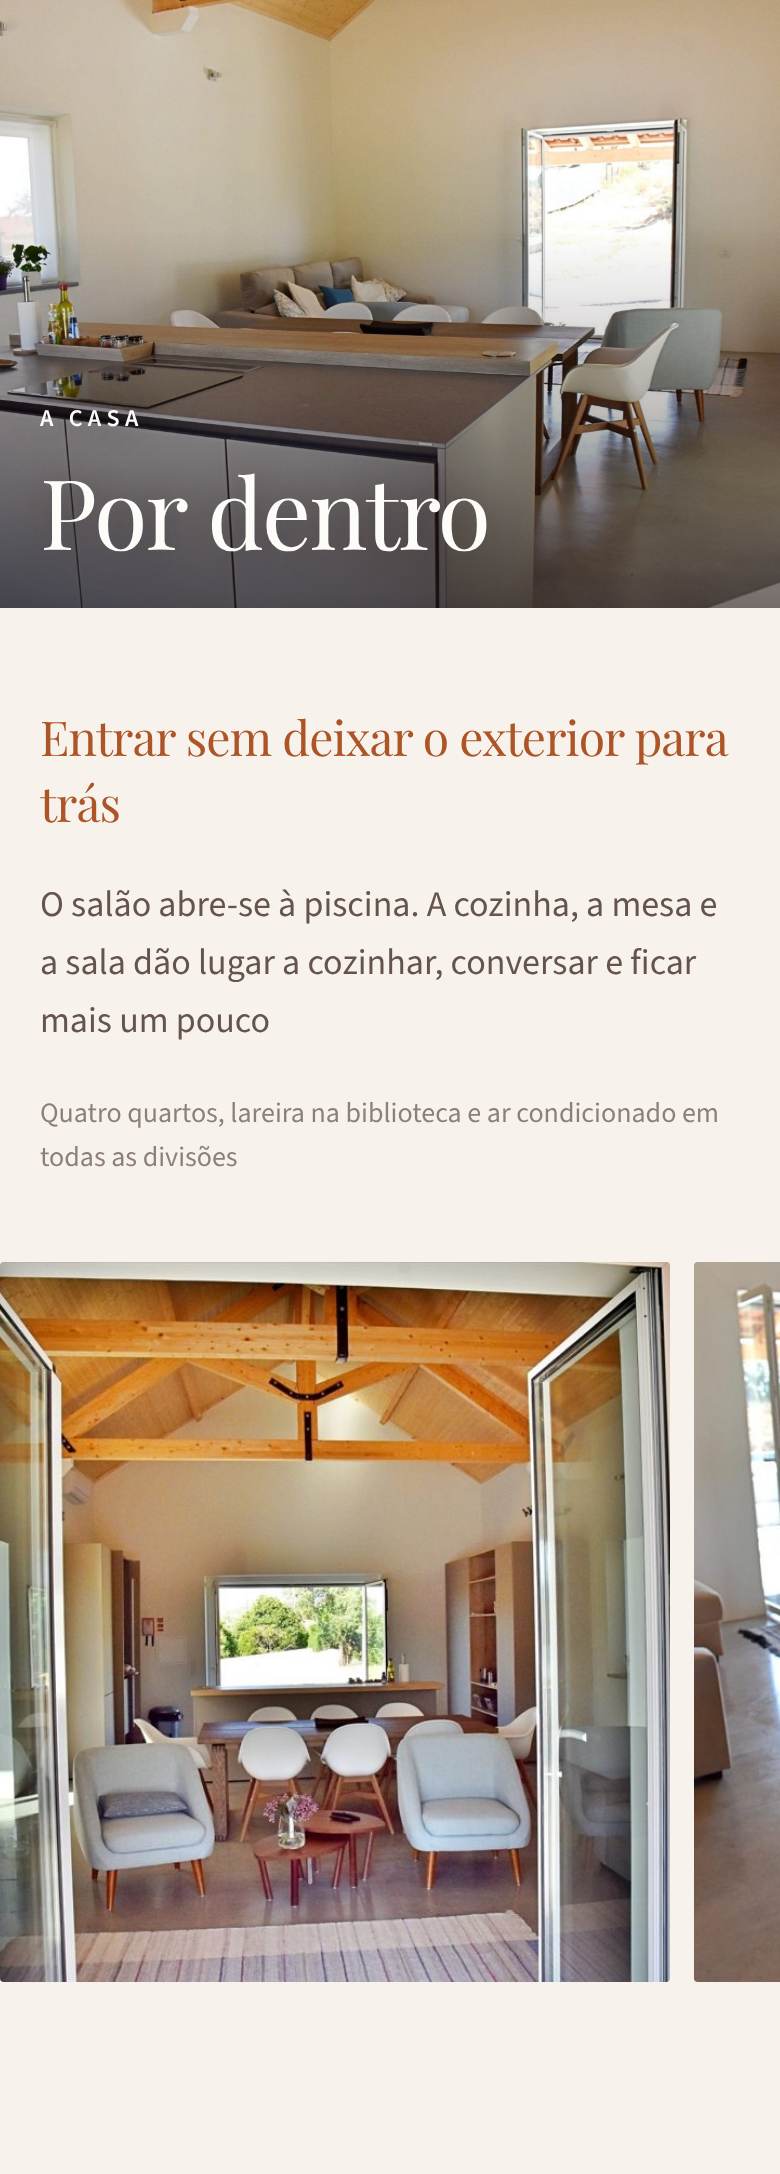 A CASA
Por dentro
Entrar sem deixar o exterior para
trás
O salão abre-se à piscina. A cozinha, a mesa e
a sala dão lugar a cozinhar, conversar e ficar
mais um pouco
Quatro quartos, lareira na biblioteca e ar condicionado em
todas as divisões